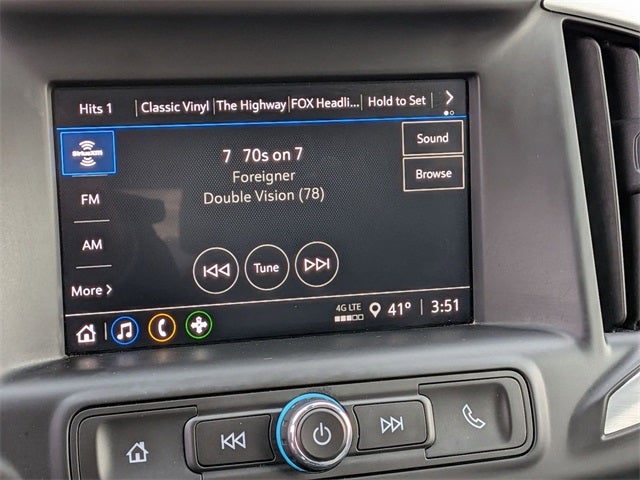 Hits 1 Classic Vinyl The Highway FOX Headli... Hold to Set
SiriusXM
7 70s on 7
Sound
Foreigner
Browse
FM
Double Vision (78)
AM
Tune
More
4G LTE
41° 3:51